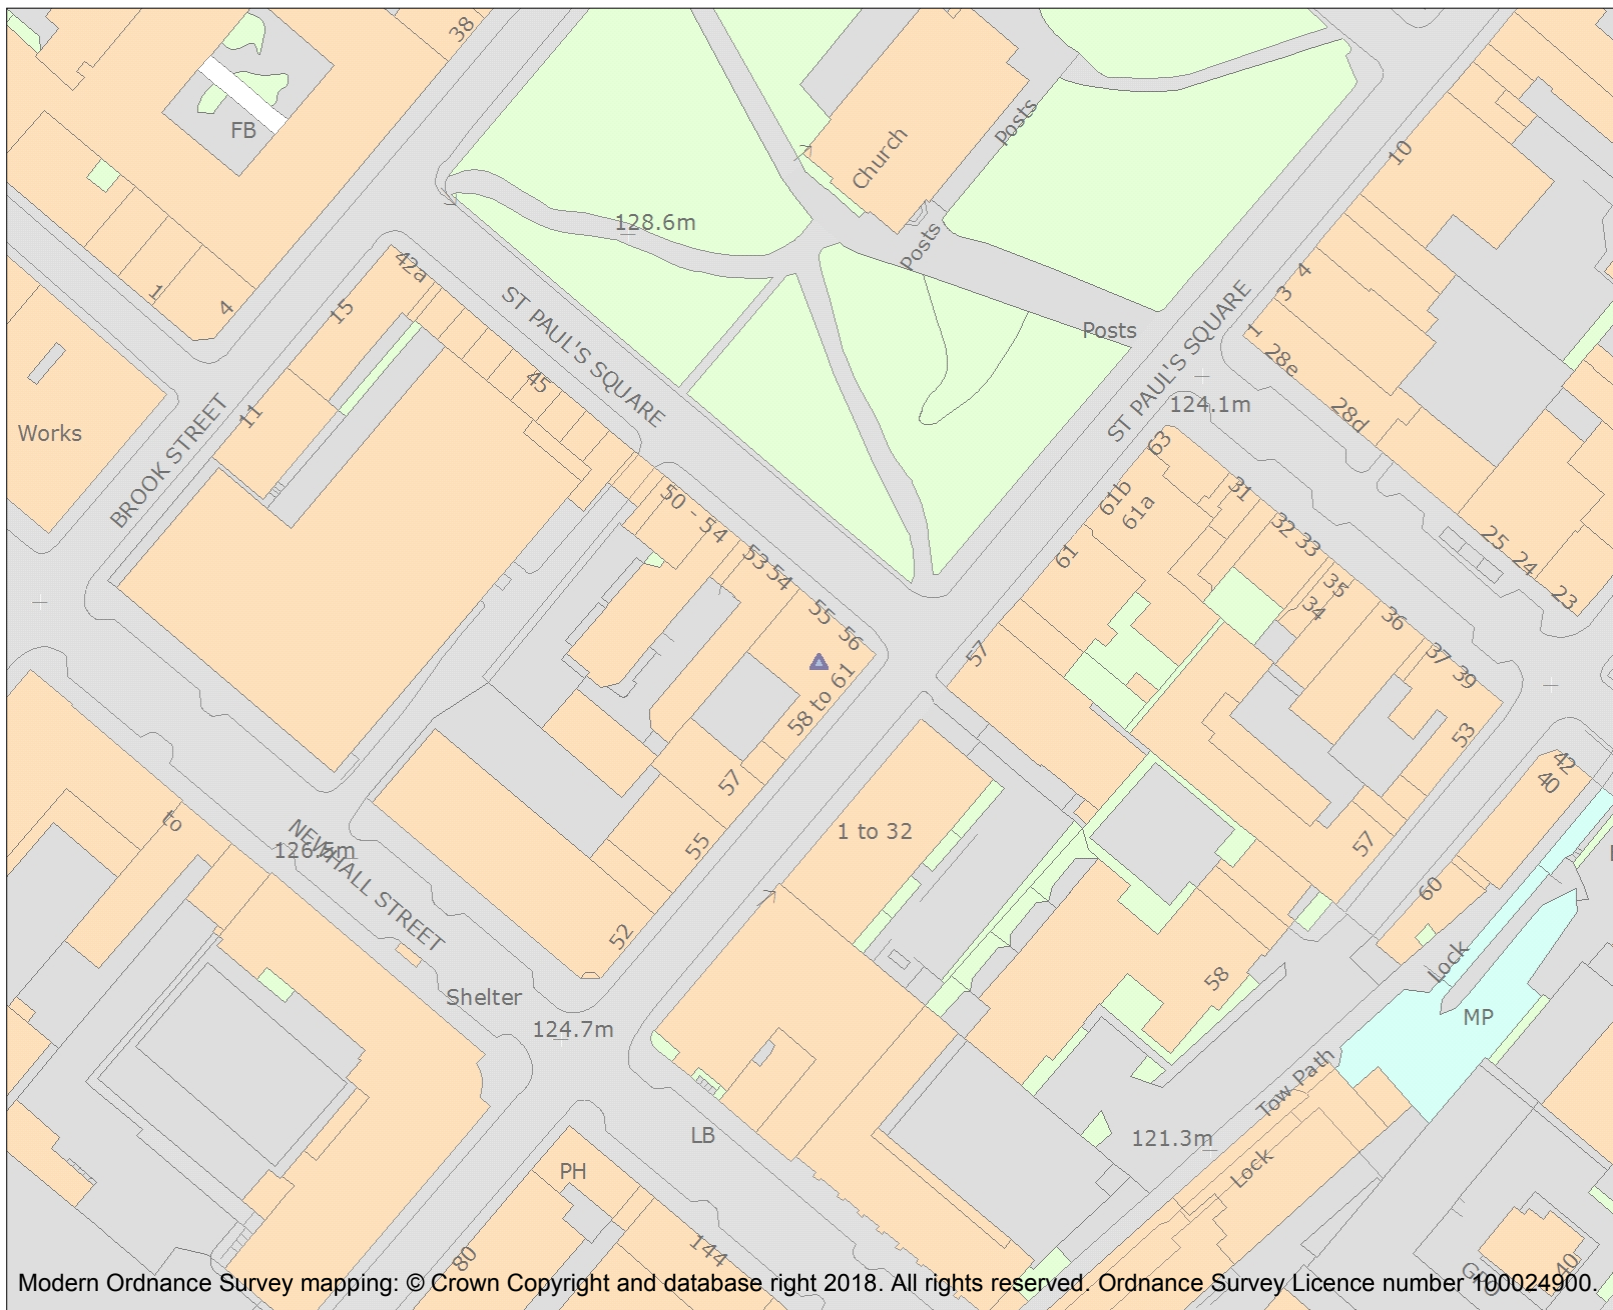 38
FB
Church
Posts
10
128.6m
Posts
42a
1
4
15
ST PAUL'S SQUARE
Posts
ST PAUL'S SQUARE
4
3
1
28e
45
124.1m
28d
11
Works
BROOK STREET
63
61b
61a
31
50 - 54
32
33
25
24
23
53
54
61
35
34
36
55
56
57
37
39
58 to 61
53
42
40
57
to
1 to 32
NEWHALL STREET
126.5m
55
57
60
52
Lock
58
Shelter
MP
124.7m
Tow Path
LB
121.3m
PH
Lock
80
144
40
Modern Ordnance Survey mapping: © Crown Copyright and database right 2018. All rights reserved. Ordnance Survey Licence number 100024900.